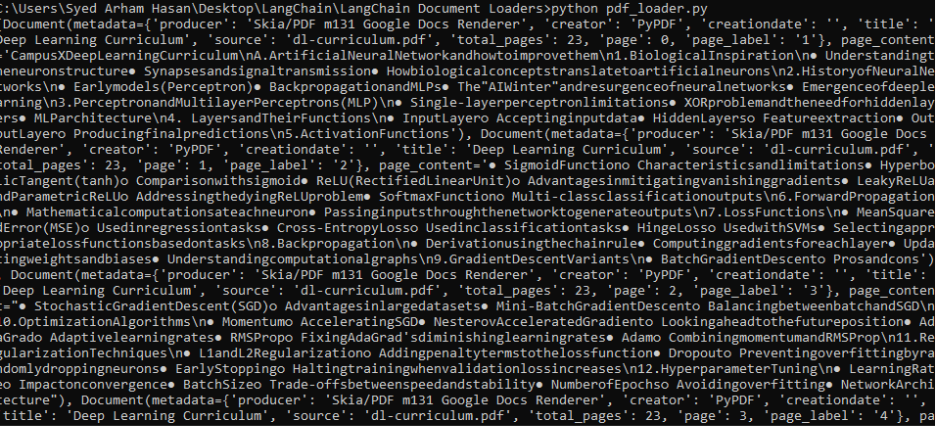 C:\Users\Syed Arham Hasan\Desktop\LangChain\LangChain Document Loaders>python pdf_loader.py
[Document(metadata={'producer': 'Skia/PDF m131 Google Docs Renderer', 'creator': 'PyPDF', 'creationdate': '', 'title': '
Deep Learning Curriculum', 'source': 'dl-curriculum.pdf', 'total_pages': 23, 'page': 0, 'page_label': '1'}, page_content
='CampusXDeepLearningCurriculum\nA.ArtificialNeuralNetworkandhowtoimprovethem\n1.BiologicalInspiration\n● Understandingt
heneuronstructure● Synapsesandsignaltransmission● Howbiologicalconceptstranslatetoartificialneurons\n2.HistoryofNeuralNe
tworks\n● Earlymodels(Perceptron)● BackpropagationandMLPs● The"AIWinter"andresurgenceofneuralnetworks● Emergenceofdeeple
arning\n3.PerceptronandMultilayerPerceptrons(MLP)\n● Single-layerperceptronlimitations● XORproblemandtheneedforhiddenlay
ers● MLParchitecture\n4. LayersandTheirFunctions\n● InputLayero Acceptinginputdata● HiddenLayerso Featureextraction● Out
putLayero Producingfinalpredictions\n5.ActivationFunctions'), Document(metadata={'producer': 'Skia/PDF m131 Google Docs
Renderer', 'creator': 'PyPDF', 'creationdate': '', 'title': 'Deep Learning Curriculum', 'source': 'dl-curriculum.pdf', '
total_pages': 23, 'page': 1, 'page_label': '2'}, page_content='● SigmoidFunctiono Characteristicsandlimitations● Hyperbo
licTangent(tanh)o Comparisonwithsigmoid● ReLU(RectifiedLinearUnit)o Advantagesinmitigatingvanishinggradients● LeakyReLUa
ndParametricReLUo AddressingthedyingReLUproblem● SoftmaxFunctiono Multi-classclassificationoutputs\n6.ForwardPropagation
\n● Mathematicalcomputationsateachneuron● Passinginputsthroughthenetworktogenerateoutputs\n7.LossFunctions\n● MeanSquare
dError(MSE)o Usedinregressiontasks● Cross-EntropyLosso Usedinclassificationtasks● HingeLosso UsedwithSVMs● Selectingappr
opriatelossfunctionsbasedontasks\n8.Backpropagation\n● Derivationusingthechainrule● Computinggradientsforeachlayer● Upda
tingweightsandbiases● Understandingcomputationalgraphs\n9.GradientDescentVariants\n● BatchGradientDescento Prosandcons')
, Document(metadata={'producer': 'Skia/PDF m131 Google Docs Renderer', 'creator': 'PyPDF', 'creationdate': '', 'title':
'Deep Learning Curriculum', 'source': 'dl-curriculum.pdf', 'total_pages': 23, 'page': 2, 'page_label': '3'}, page_conten
t="● StochasticGradientDescent(SGD)o Advantagesinlargedatasets● Mini-BatchGradientDescento BalancingbetweenbatchandSGD\n
10.OptimizationAlgorithms\n● Momentumo AcceleratingSGD● NesterovAcceleratedGradiento Lookingaheadtothefutureposition● Ad
aGrado Adaptivelearningrates● RMSPropo FixingAdaGrad'sdiminishinglearningrates● Adamo CombiningmomentumandRMSProp\n11.Re
gularizationTechniques\n● L1andL2Regularizationo Addingpenaltytermstothelossfunction● Dropouto Preventingoverfittingbyra
ndomlydroppingneurons● EarlyStoppingo Haltingtrainingwhenvalidationlossincreases\n12.HyperparameterTuning\n● LearningRat
eo Impactonconvergence● BatchSizeo Trade-offsbetweenspeedandstability● NumberofEpochso Avoidingoverfitting● NetworkArchi
tecture"), Document(metadata={'producer': 'Skia/PDF m131 Google Docs Renderer', 'creator': 'PyPDF', 'creationdate': '',
'title': 'Deep Learning Curriculum', 'source': 'dl-curriculum.pdf', 'total_pages': 23, 'page': 3, 'page_label': '4'}, pa